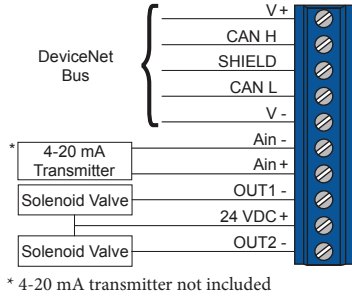 V+
CAN H
DeviceNet
Bus
SHIELD
CAN L
V -
Ain -
* 4-20 mA
Transmitter
Ain +
Solenoid Valve
OUT1 -
24 VDC +
Solenoid Valve
OUT2 -
* 4-20 mA transmitter not included